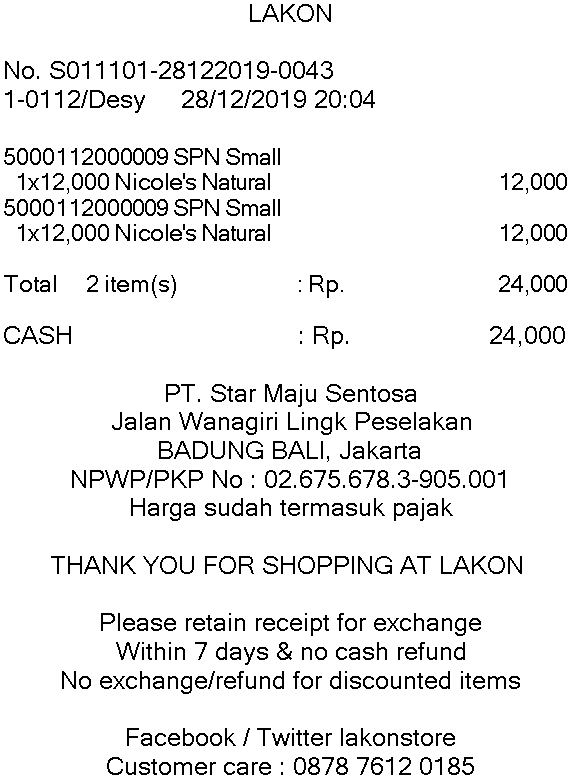 LAKON
No. S011101-28122019-0043
1-0112/Desy 28/12/2019 20:04
5000112000009 SPN Small
1x12,000 Nicole's Natural 12,000
5000112000009 SPN Small
1x12,000 Nicole's Natural 12,000
Total 2 item(s) : Rp. 24,000
CASH : Rp. 24,000
PT. Star Maju Sentosa
Jalan Wanagiri Lingk Peselakan
BADUNG BALI, Jakarta
NPWP/PKP No : 02.675.678.3-905.001
Harga sudah termasuk pajak
THANK YOU FOR SHOPPING AT LAKON
Please retain receipt for exchange
Within 7 days & no cash refund
No exchange/refund for discounted items
Facebook / Twitter lakonstore
Customer care : 0878 7612 0185